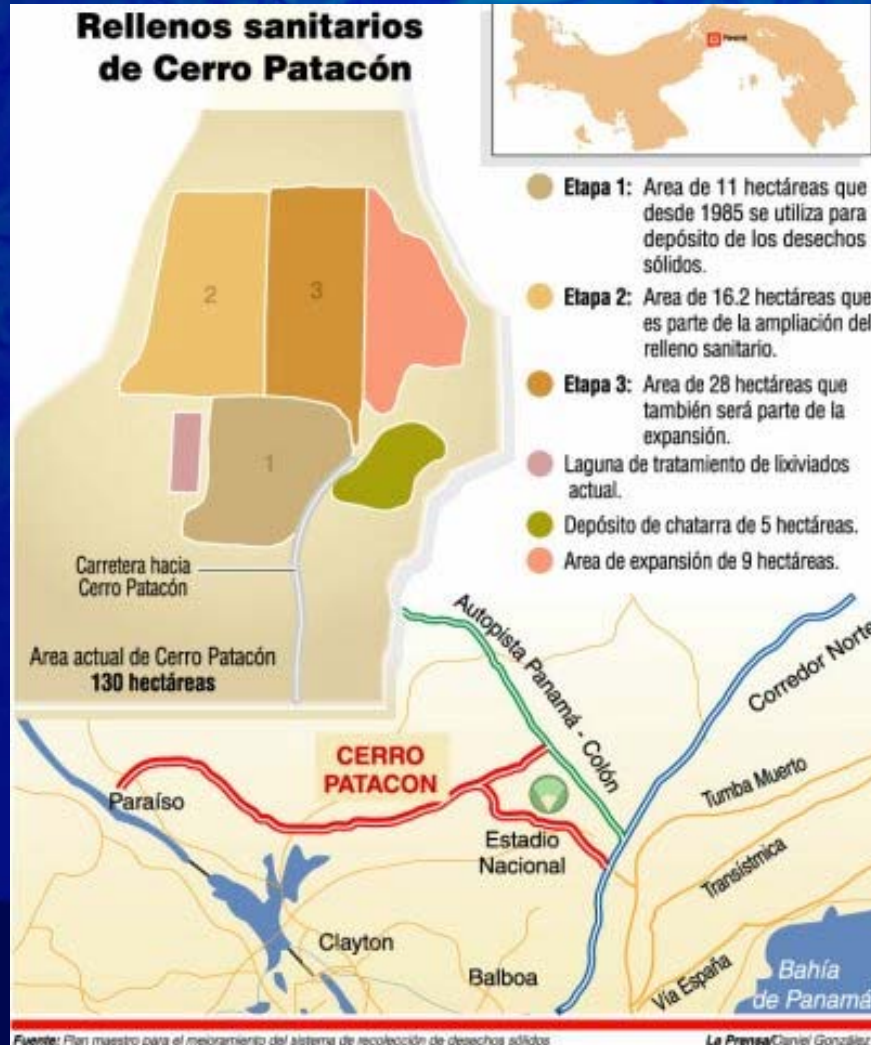 Rellenos sanitarios
de Cerro Patacón
Panamá
Etapa 1: Area de 11 hectáreas que
desde 1985 se utiliza para
depósito de los desechos
sólidos.
Etapa 2: Area de 16.2 hectáreas que
es parte de la ampliación del
relleno sanitario.
Etapa 3: Area de 28 hectáreas que
también será parte de la
expansión.
Laguna de tratamiento de lixiviados
actual.
Depósito de chatarra de 5 hectáreas.
Area de expansión de 9 hectáreas.
2
3
1
Carretera hacia
Cerro Patacón
Area actual de Cerro Patacón
130 hectáreas
Autopista Panamá - Colón
Corredor Norte
CERRO
PATACON
Paraíso
Tumba Muerto
Estadio
Nacional
Transístmica
Clayton
Balboa
Vía España
Bahía
de Panamá
Fuente: Plan maestro para el mejoramiento del sistema de recolección de desechos sólidos
La Prensa/Daniel González